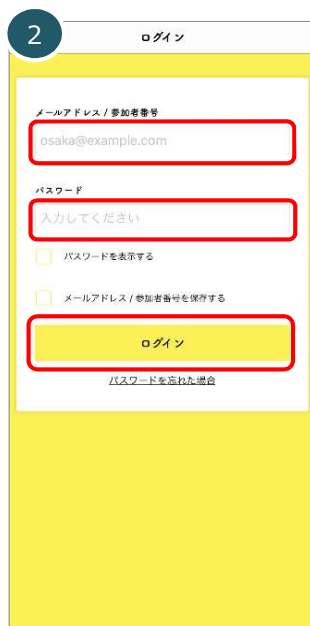 2
ログイン
メールアドレス / 参加者番号
osaka@example.com
パスワード
入力してください
パスワードを表示する
メールアドレス / 参加者番号を保存する
ログイン
パスワードを忘れた場合